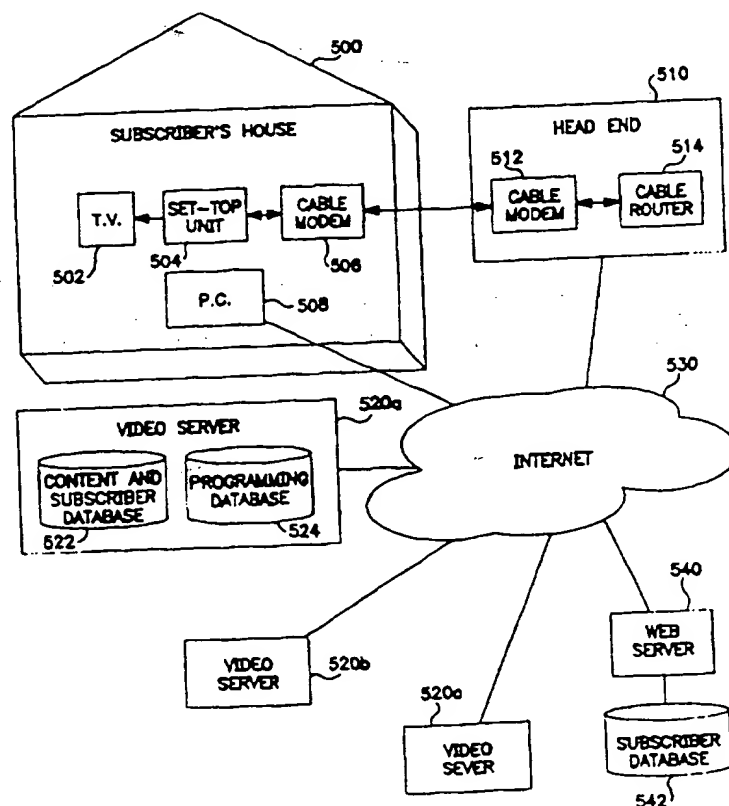 500
510
SUBSCRIBER'S HOUSE
HEAD END
512
514
T.V.
SET-TOP
UNIT
CABLE
MODEM
CABLE
MODEM
CABLE
ROUTER
502
504
506
P.C.
508
530
520a
VIDEO SERVER
INTERNET
CONTENT AND
SUBSCRIBER
DATABASE
PROGRAMMING
DATABASE
522
524
540
WEB
SERVER
VIDEO
SERVER
520b
520a
VIDEO
SEVER
SUBSCRIBER
DATABASE
542